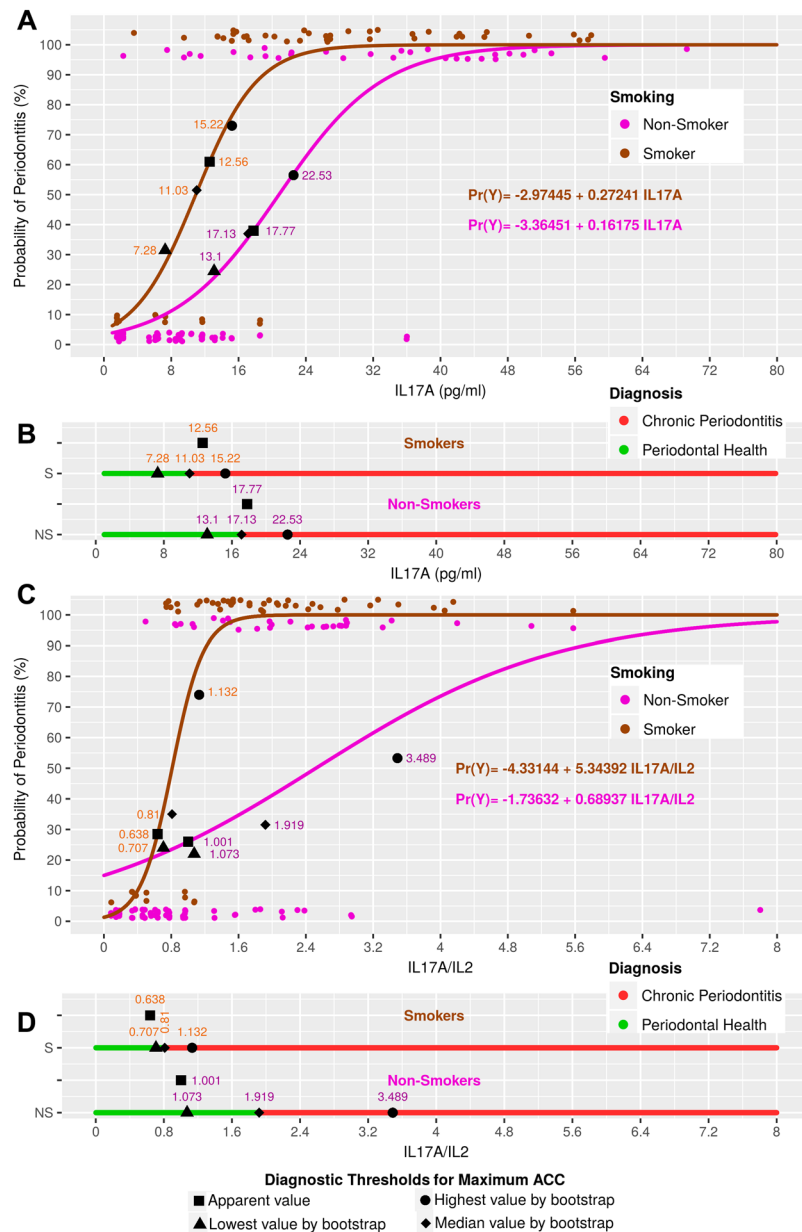 A
Probability of Periodontitis (%)
100
90
80
70
60
50
40
30
20
10
0
15.22
12.56
11.03
7.28
22.53
17.13
17.77
13.1
Smoking
Non-Smoker
Smoker
Pr(Y)= -2.97445 + 0.27241 IL17A
Pr(Y)= -3.36451 + 0.16175 IL17A
0 8 16 24 32 40 48 56 64 72 80
IL17A (pg/ml)
B
Diagnosis
Chronic Periodontitis
Periodontal Health
12.56
Smokers
7.28 11.03 15.22
S
17.77
Non-Smokers
13.1 17.13 22.53
NS
0 8 16 24 32 40 48 56 64 72 80
IL17A (pg/ml)
C
Probability of Periodontitis (%)
100
90
80
70
60
50
40
30
20
10
0
1.132
0.81
0.638
0.707
3.489
1.919
1.001
1.073
Smoking
Non-Smoker
Smoker
Pr(Y)= -4.33144 + 5.34392 IL17A/IL2
Pr(Y)= -1.73632 + 0.68937 IL17A/IL2
0 0.8 1.6 2.4 3.2 4 4.8 5.6 6.4 7.2 8
IL17A/IL2
D
Diagnosis
Chronic Periodontitis
Periodontal Health
0.638
Smokers
0.707 0.81 1.132
S
1.001
Non-Smokers
1.073 1.919 3.489
NS
0 0.8 1.6 2.4 3.2 4 4.8 5.6 6.4 7.2 8
IL17A/IL2
Diagnostic Thresholds for Maximum ACC
Apparent value
Highest value by bootstrap
Lowest value by bootstrap
Median value by bootstrap